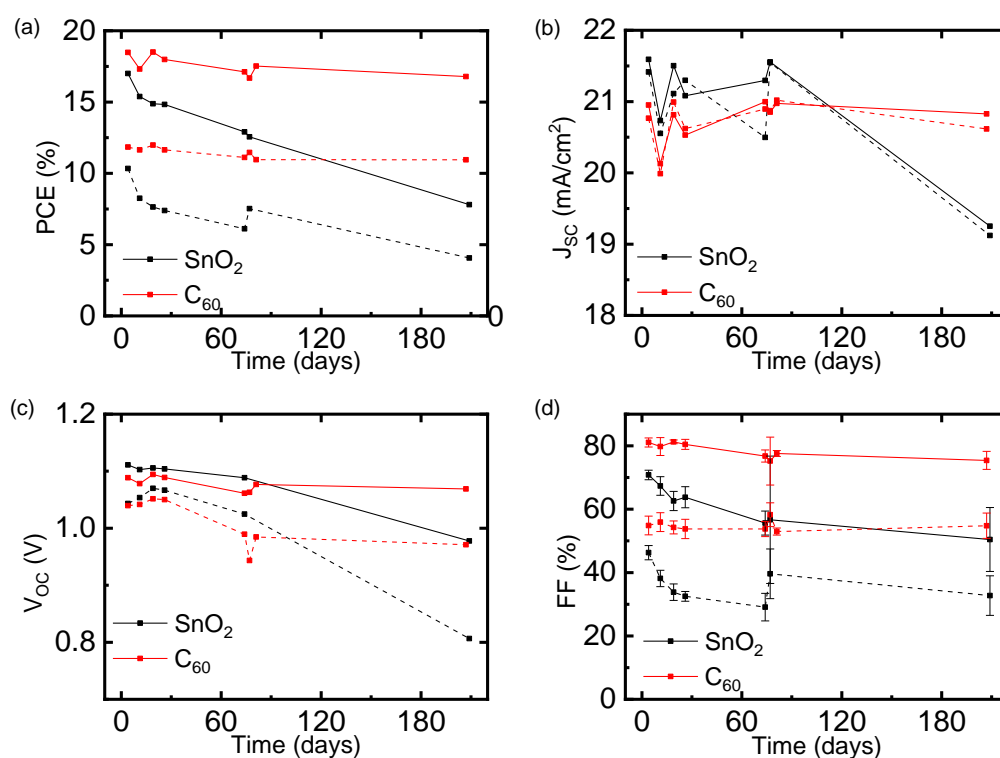 (a)
20
15
10
5
0
PCE (%)
SnO2
C60
0 60 120 180
0
Time (days)
(b)
22
21
20
19
18
JSC (mA/cm2)
SnO2
C60
0 60 120 180
Time (days)
(c)
1.2
1.0
0.8
VOC (V)
SnO2
C60
0 60 120 180
Time (days)
(d)
80
60
40
20
0
FF (%)
SnO2
C60
0 60 120 180
Time (days)